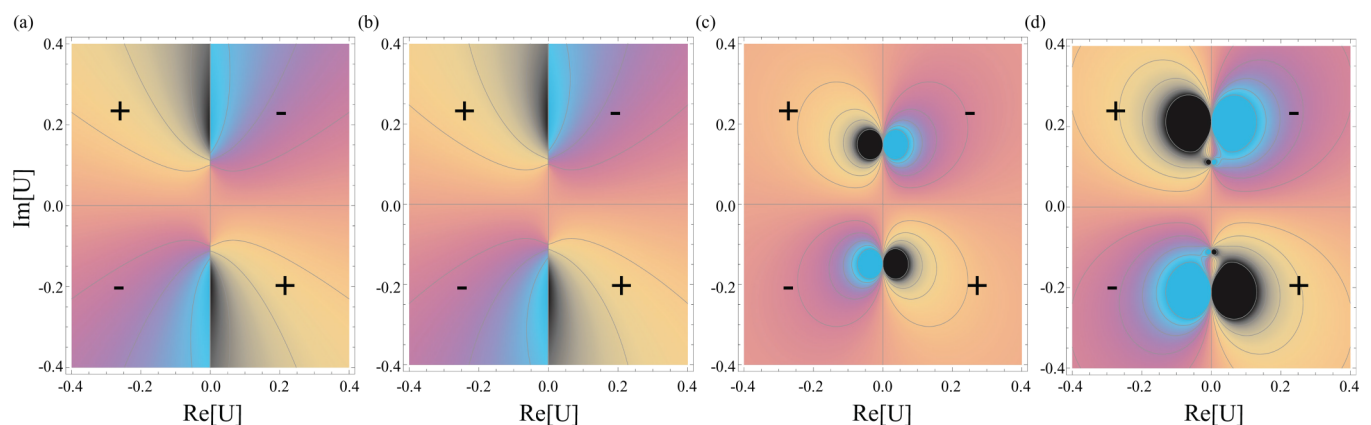 (a) (b) (c) (d)
0.4 0.4 0.4 0.4
+ - + - + - + -
0.2 0.2 0.2 0.2
Im[U] 0.0 0.0 0.0 0.0
-0.2 - + -0.2 - + -0.2 - + -0.2 - +
-0.4 -0.4 -0.4 -0.4
-0.4 -0.2 0.0 0.2 0.4 -0.4 -0.2 0.0 0.2 0.4 -0.4 -0.2 0.0 0.2 0.4 -0.4 -0.2 0.0 0.2 0.4
Re[U] Re[U] Re[U] Re[U]